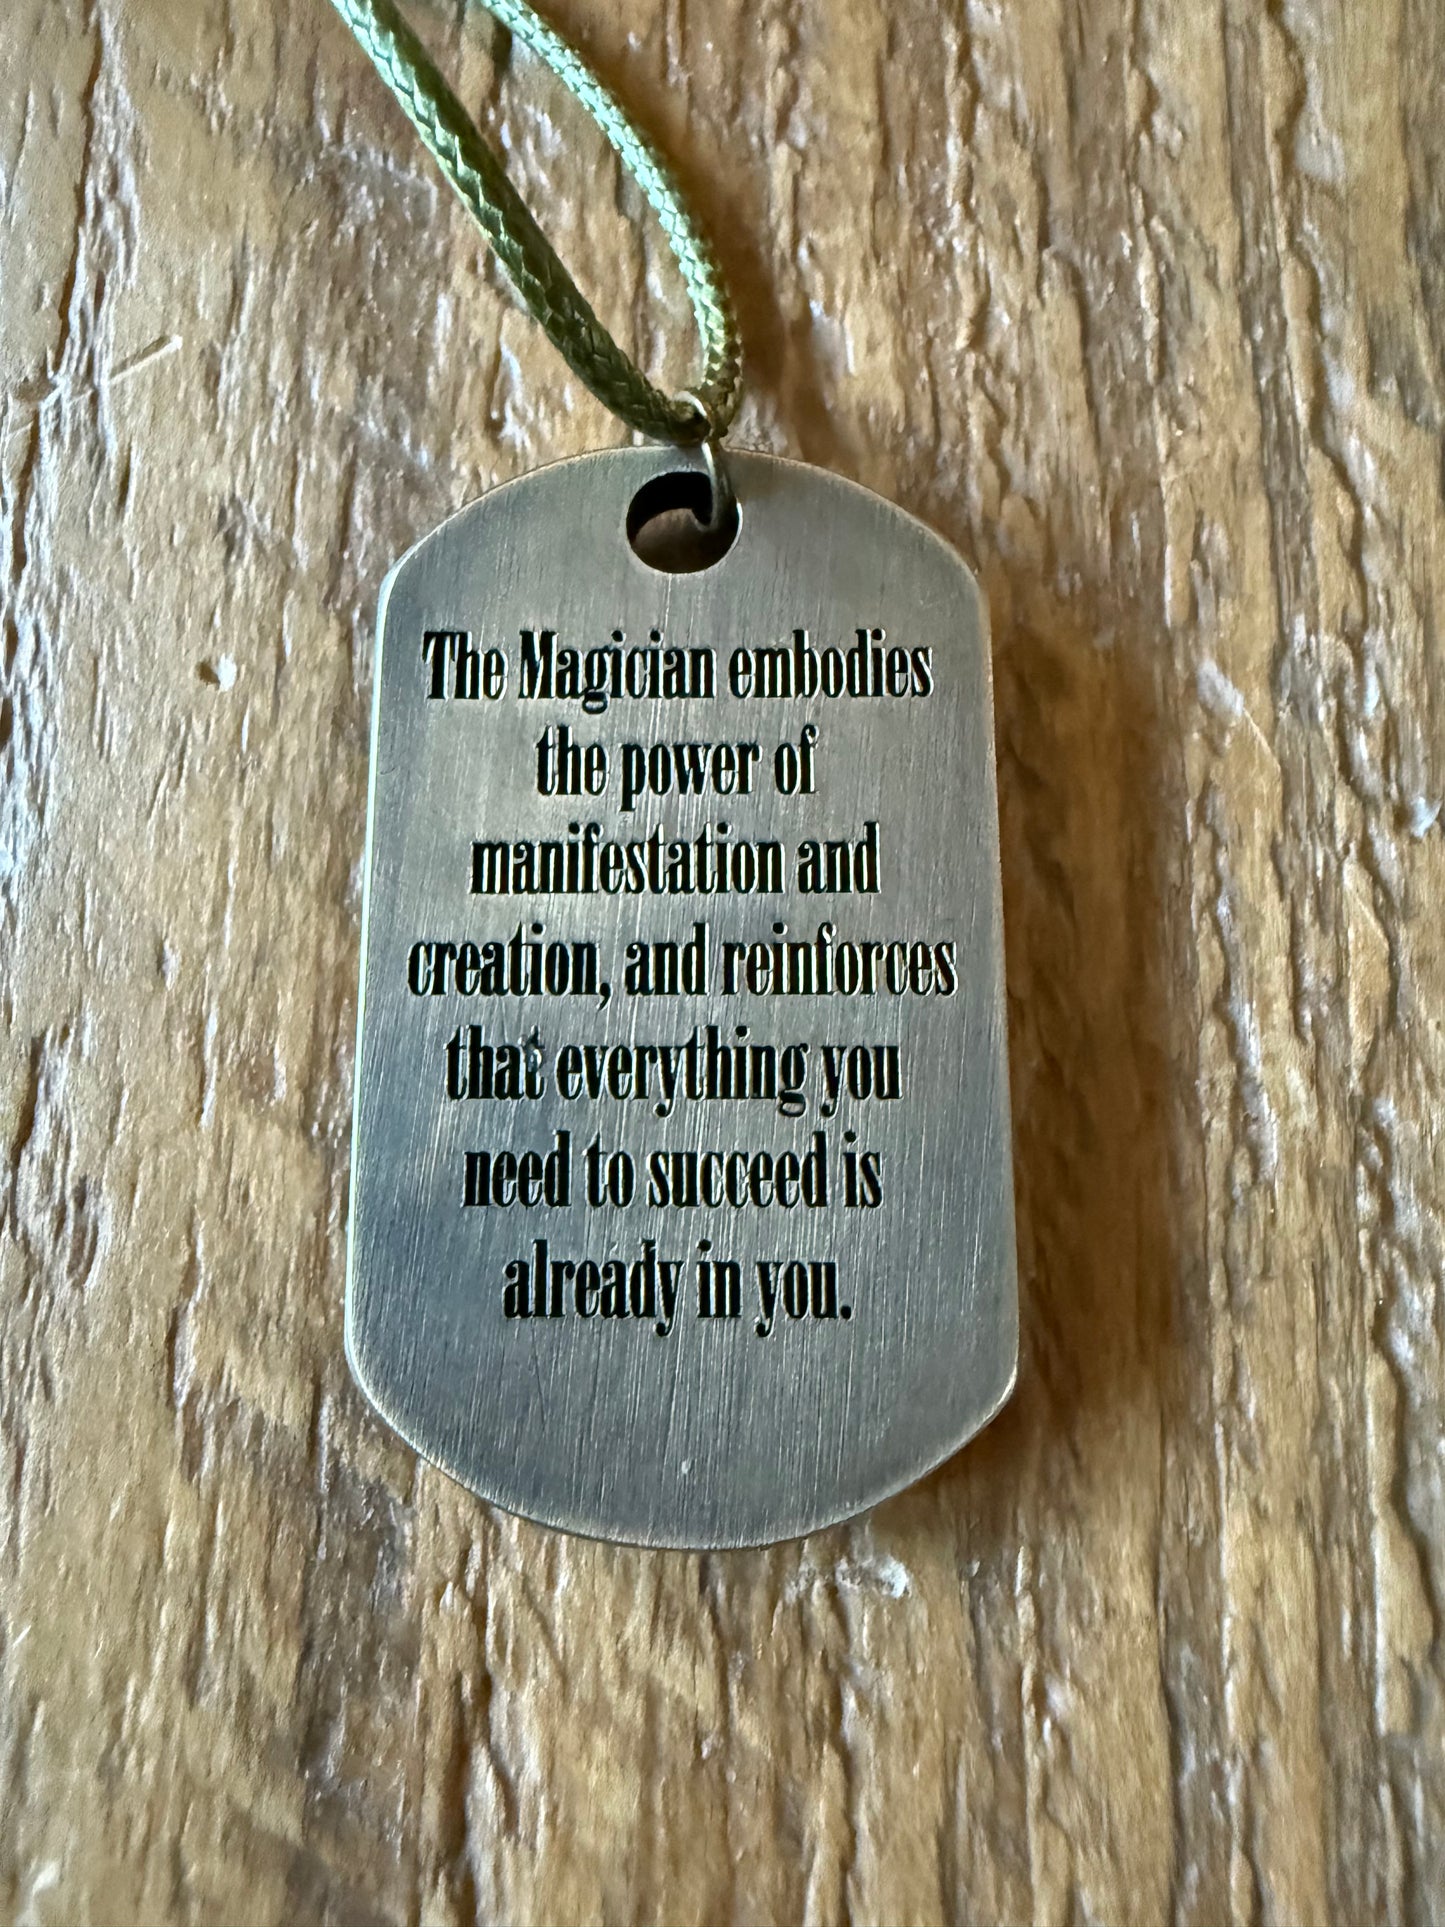 The Magician embodies
the power of
manifestation and
creation, and reinforces
that everything you
need to succeed is
already in you.